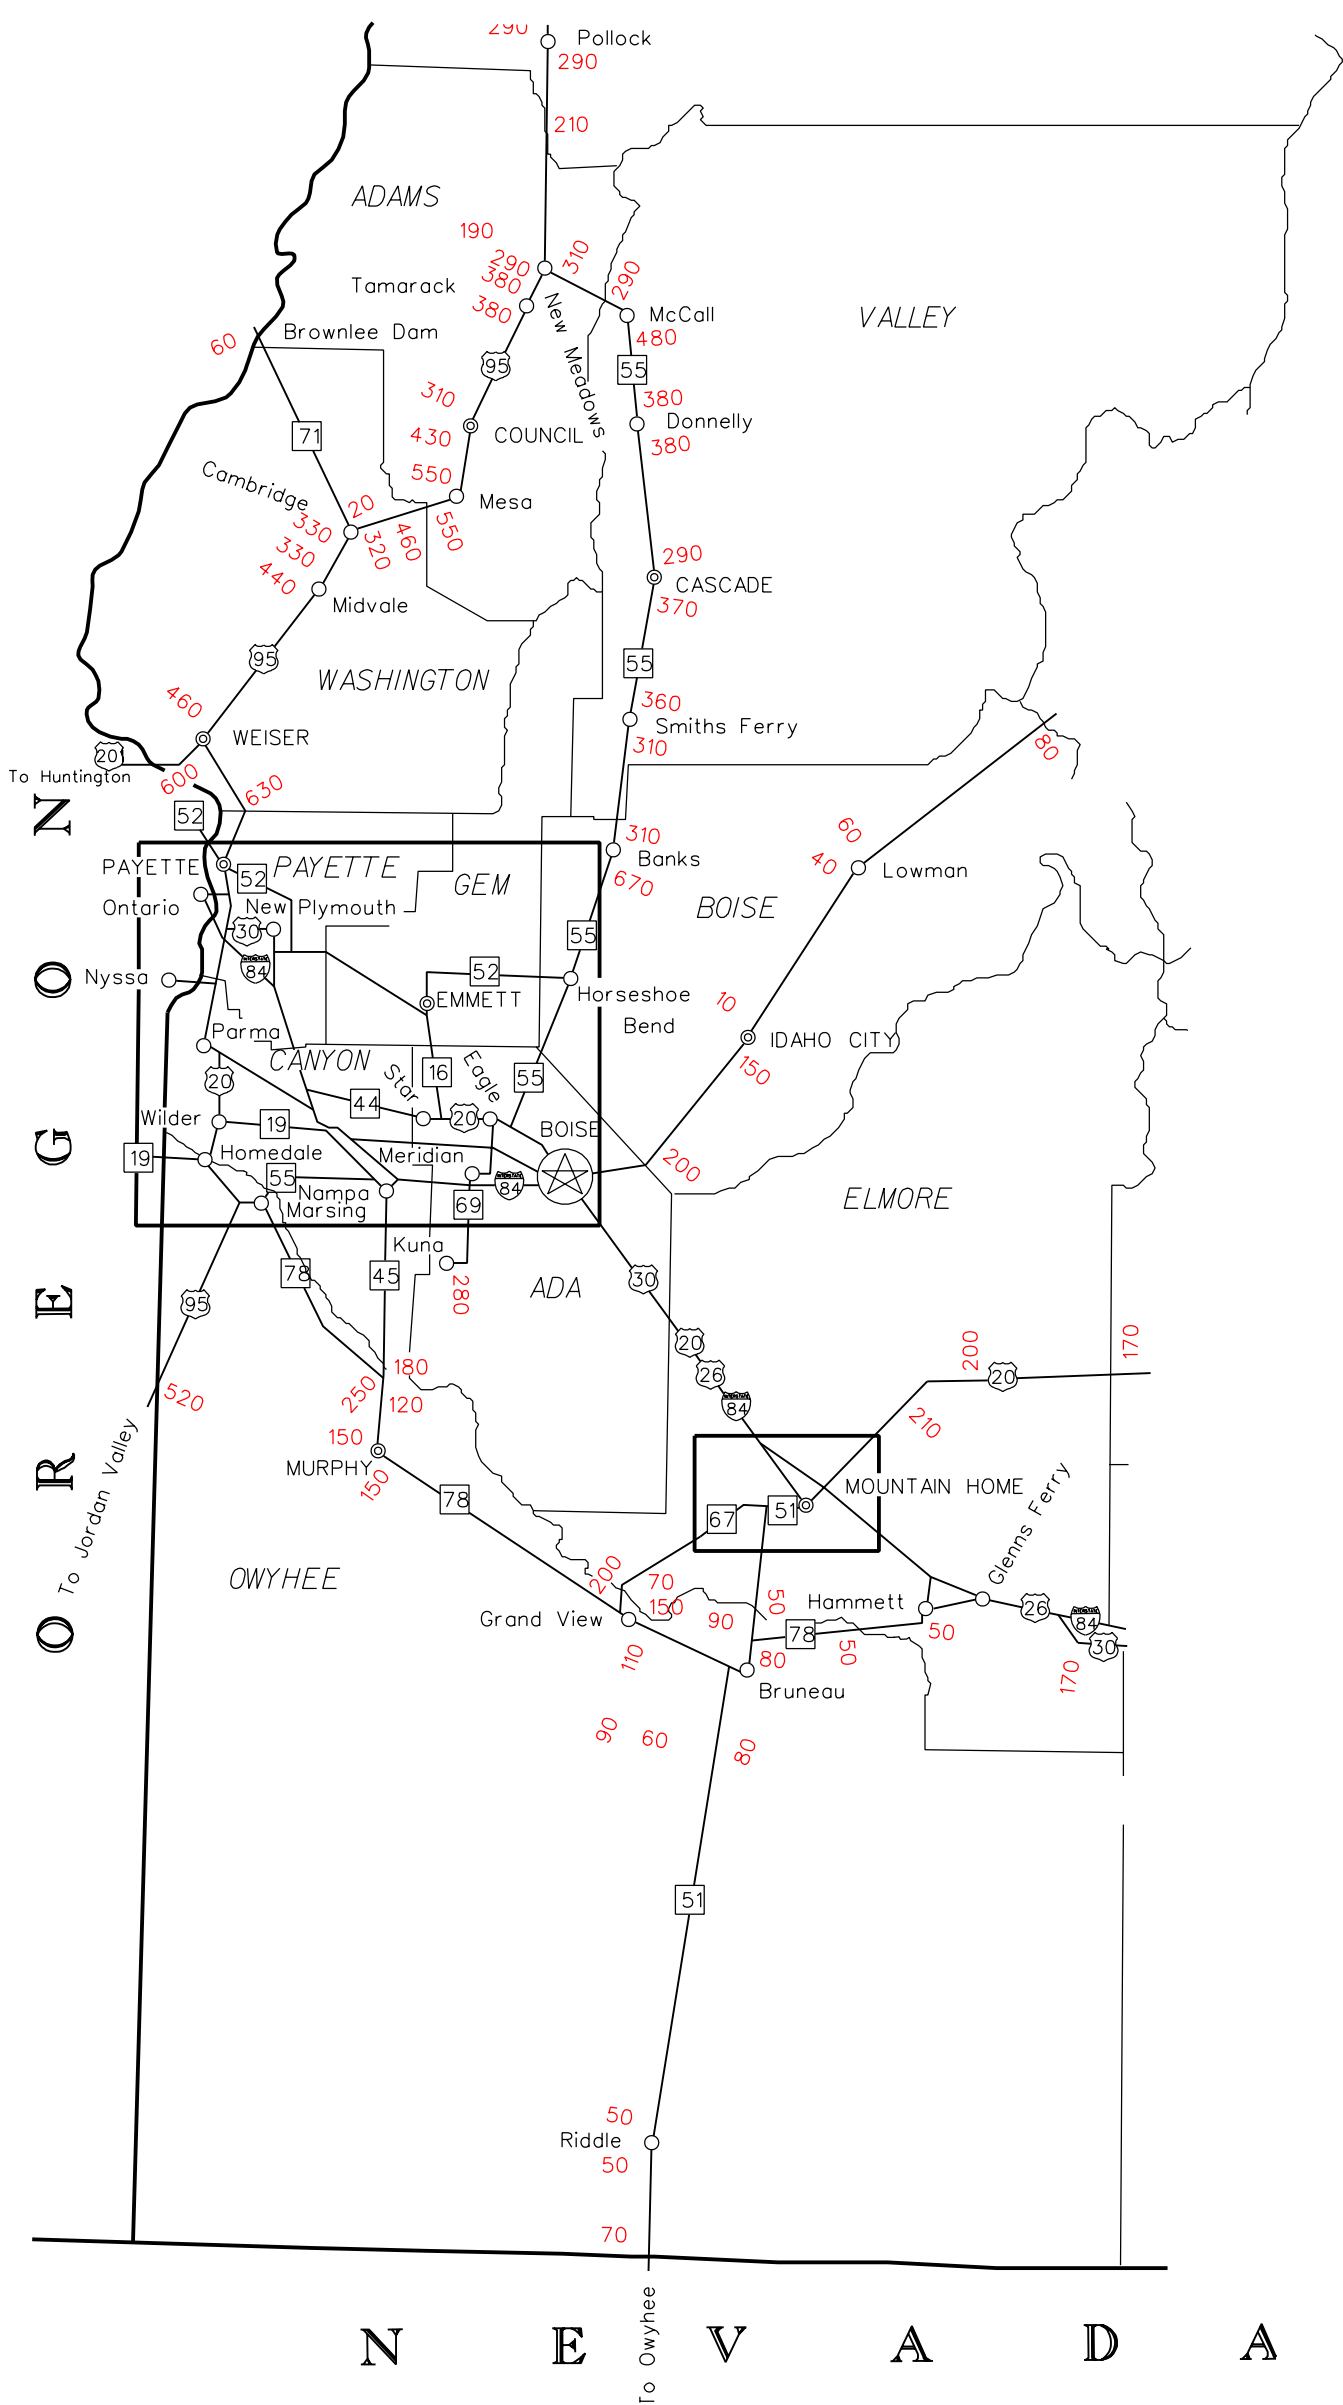 290
Pollock
290
210
ADAMS
190
290
310
380
Tamarack
290
380
New Meadows
McCall
VALLEY
Brownlee Dam
60
480
95
55
310
380
430
COUNCIL
Donnelly
71
380
Cambridge
550
Mesa
20
330
320
460
550
330
290
440
CASCADE
Midvale
370
95
55
WASHINGTON
460
360
Smiths Ferry
WEISER
310
80
20
To Huntington
600
630
52
310
60
PAYETTE
PAYETTE
Banks
40
Lowman
52
GEM
670
Ontario
New Plymouth
BOISE
30
55
84
Nyssa
52
EMMETT
Horseshoe
Bend
10
Parma
IDAHO CITY
CANYON
Star
Eagle
150
20
16
55
44
Wilder
19
20
BOISE
19
Homedale
Meridian
200
55
84
Nampa
Marsing
69
ELMORE
Kuna
78
45
280
ADA
30
95
20
200
170
26
180
20
520
250
120
84
210
150
MURPHY
150
78
MOUNTAIN HOME
To Jordan Valley
67
51
Glenns Ferry
OWYHEE
200
70
150
50
90
Hammett
26
Grand View
78
50
50
84
30
110
80
170
Bruneau
90
60
80
51
50
Riddle
50
70
To Owyhee
OREGON
NEVADA